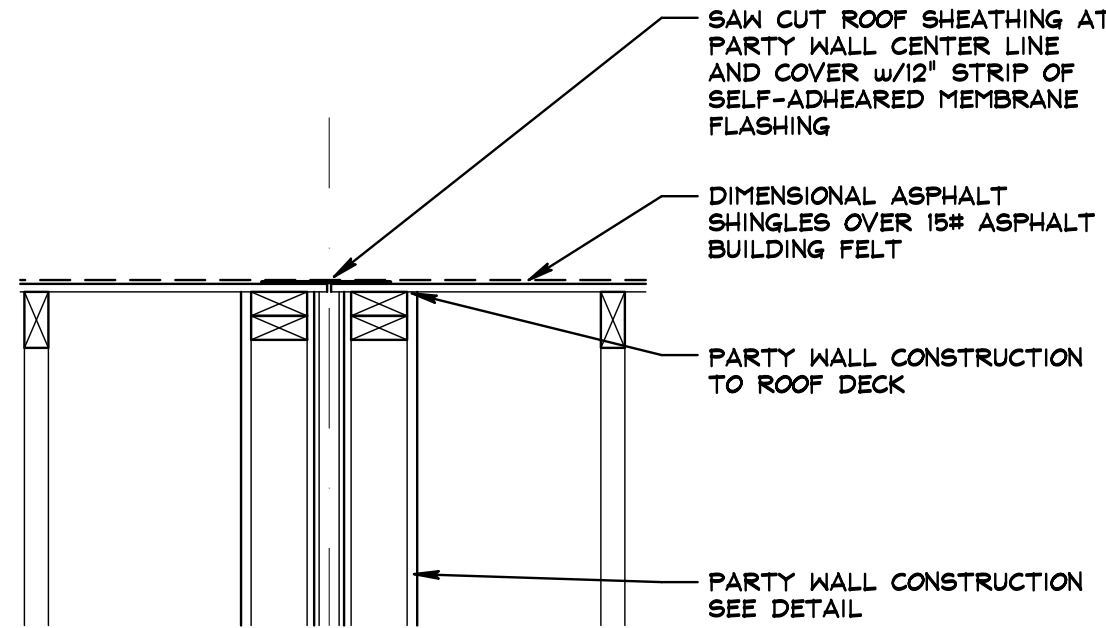 SAW CUT ROOF SHEATHING AT
PARTY WALL CENTER LINE
AND COVER w/12" STRIP OF
SELF-ADHEARED MEMBRANE
FLASHING
DIMENSIONAL ASPHALT
SHINGLES OVER 15# ASPHALT
BUILDING FELT
PARTY WALL CONSTRUCTION
TO ROOF DECK
PARTY WALL CONSTRUCTION
SEE DETAIL